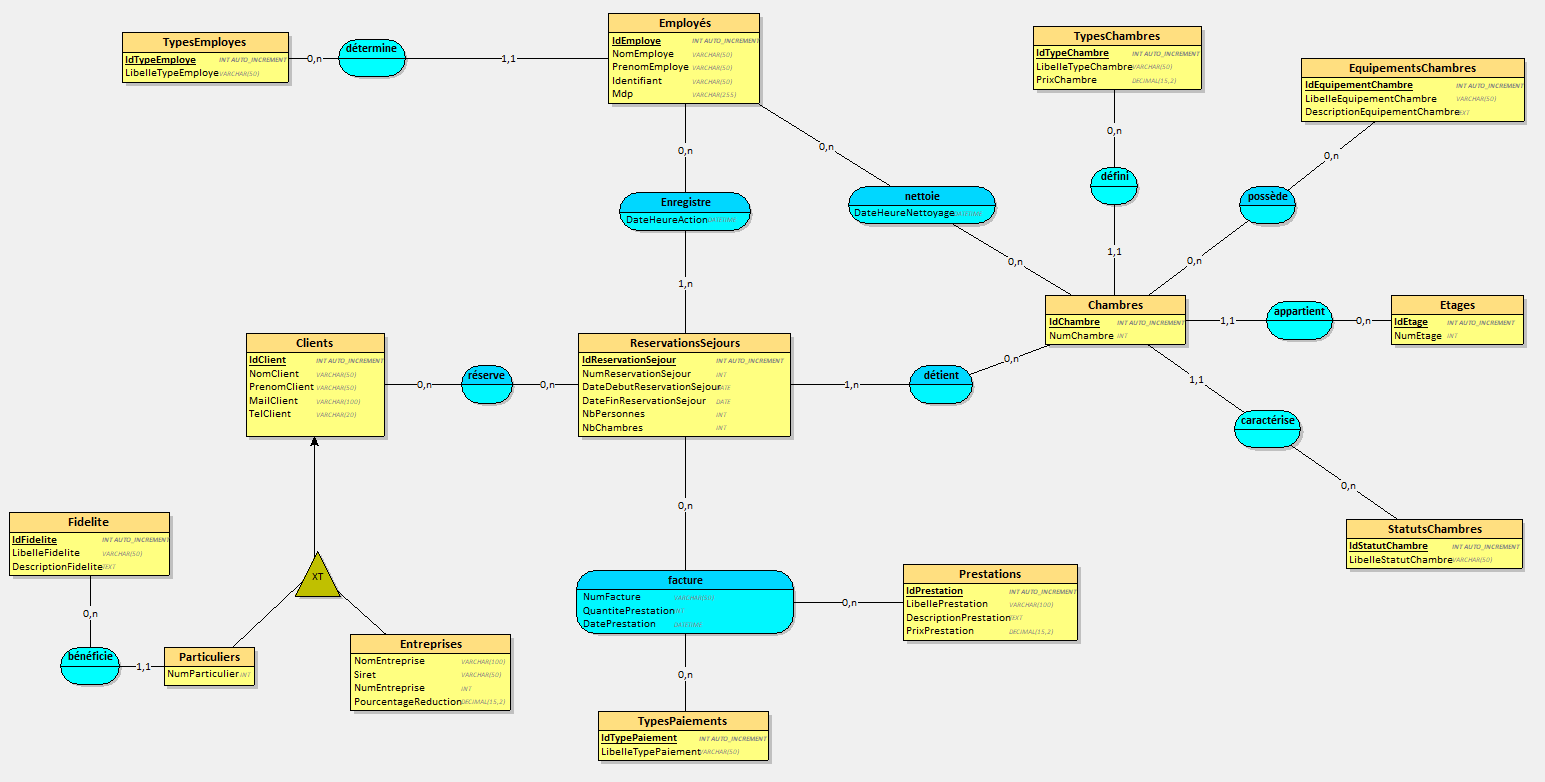 TypesEmployes
IdTypeEmploye INT AUTO_INCREMENT
LibelleTypeEmploye VARCHAR(50)
0,n
détermine
1,1
Employés
IdEmploye INT AUTO_INCREMENT
NomEmploye VARCHAR(50)
PrenomEmploye VARCHAR(50)
Identifiant VARCHAR(50)
Mdp VARCHAR(255)
TypesChambres
IdTypeChambre INT AUTO_INCREMENT
LibelleTypeChambre VARCHAR(50)
PrixChambre DECIMAL(15,2)
EquipementsChambres
IdEquipementChambre INT AUTO_INCREMENT
LibelleEquipementChambre VARCHAR(50)
DescriptionEquipementChambre TEXT
0,n
0,n
0,n
0,n
Enregistre
DateHeureAction DATETIME
nettoie
DateHeureNettoyage DATETIME
défini
possède
1,n
0,n
1,1
0,n
Chambres
IdChambre INT AUTO_INCREMENT
NumChambre INT
1,1
appartient
0,n
Etages
IdEtage INT AUTO_INCREMENT
NumEtage INT
Clients
IdClient INT AUTO_INCREMENT
NomClient VARCHAR(50)
PrenomClient VARCHAR(50)
MailClient VARCHAR(100)
TelClient VARCHAR(20)
0,n
réserve
0,n
ReservationsSejours
IdReservationSejour INT AUTO_INCREMENT
NumReservationSejour INT
DateDebutReservationSejour DATE
DateFinReservationSejour DATE
NbPersonnes INT
NbChambres INT
1,n
détient
0,n
1,1
caractérise
0,n
StatutsChambres
IdStatutChambre INT AUTO_INCREMENT
LibelleStatutChambre VARCHAR(50)
Fidelite
IdFidelite INT AUTO_INCREMENT
LibelleFidelite VARCHAR(50)
DescriptionFidelite TEXT
0,n
bénéficie
1,1
XT
Particuliers
NumParticulier INT
Entreprises
NomEntreprise VARCHAR(100)
Siret VARCHAR(50)
NumEntreprise INT
PourcentageReduction DECIMAL(15,2)
0,n
facture
NumFacture VARCHAR(50)
QuantitePrestation INT
DatePrestation DATETIME
0,n
Prestations
IdPrestation INT AUTO_INCREMENT
LibellePrestation VARCHAR(100)
DescriptionPrestation TEXT
PrixPrestation DECIMAL(15,2)
0,n
TypesPaiements
IdTypePaiement INT AUTO_INCREMENT
LibelleTypePaiement VARCHAR(50)